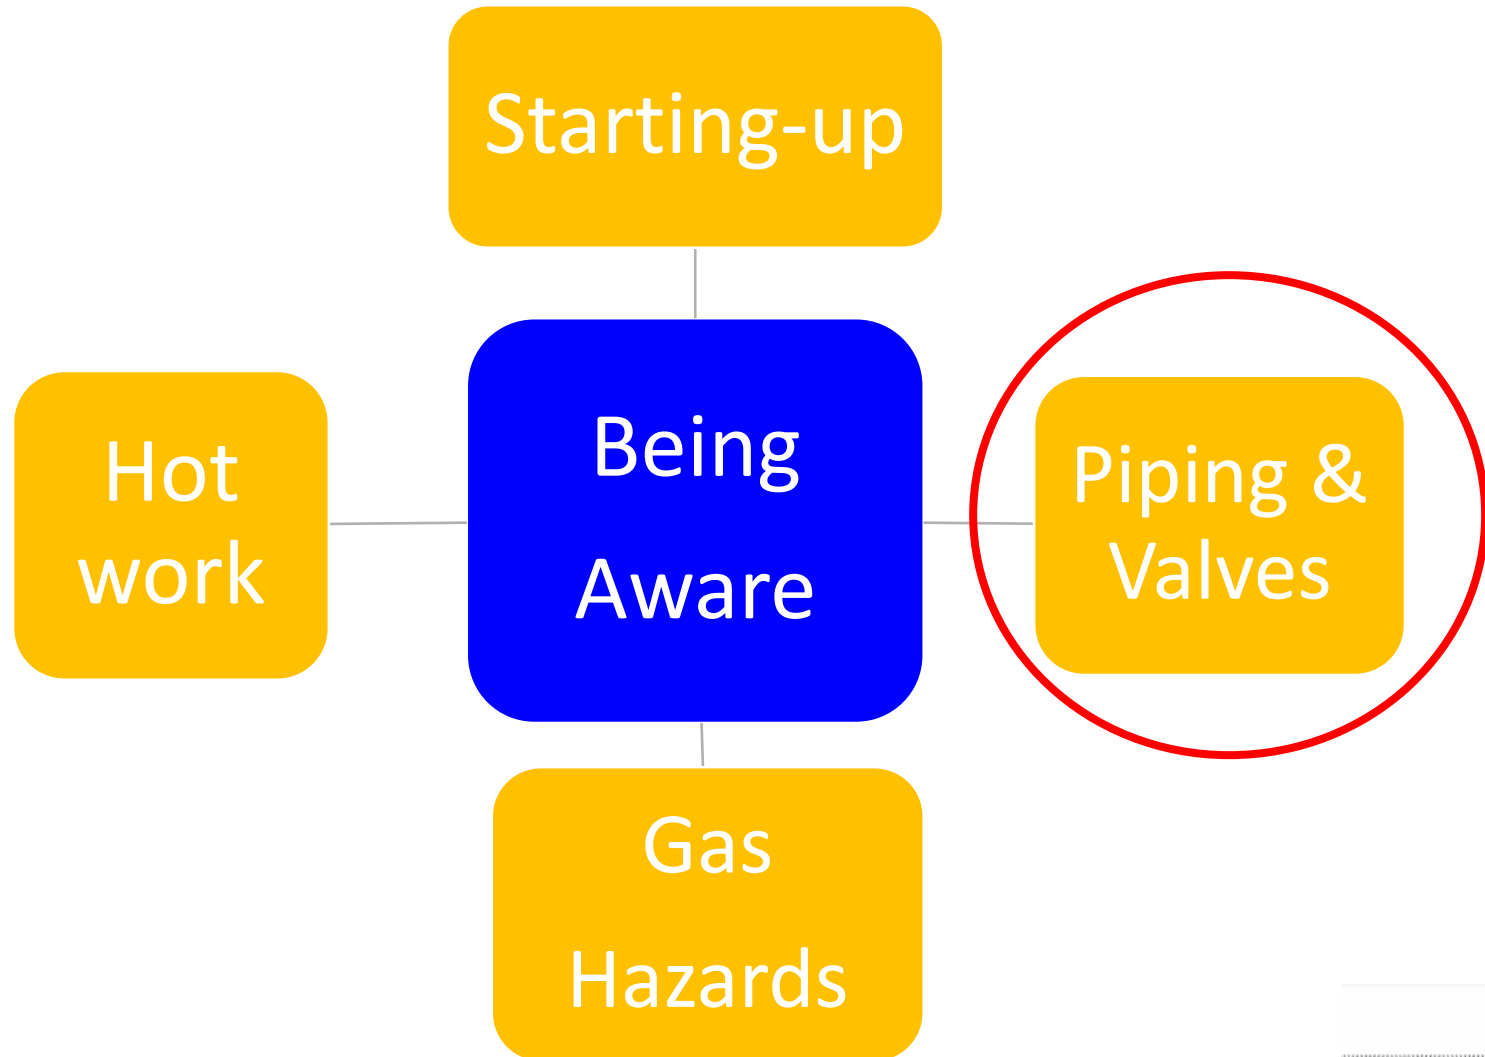 Starting-up
Hot
work
Being
Aware
Piping &
Valves
Gas
Hazards